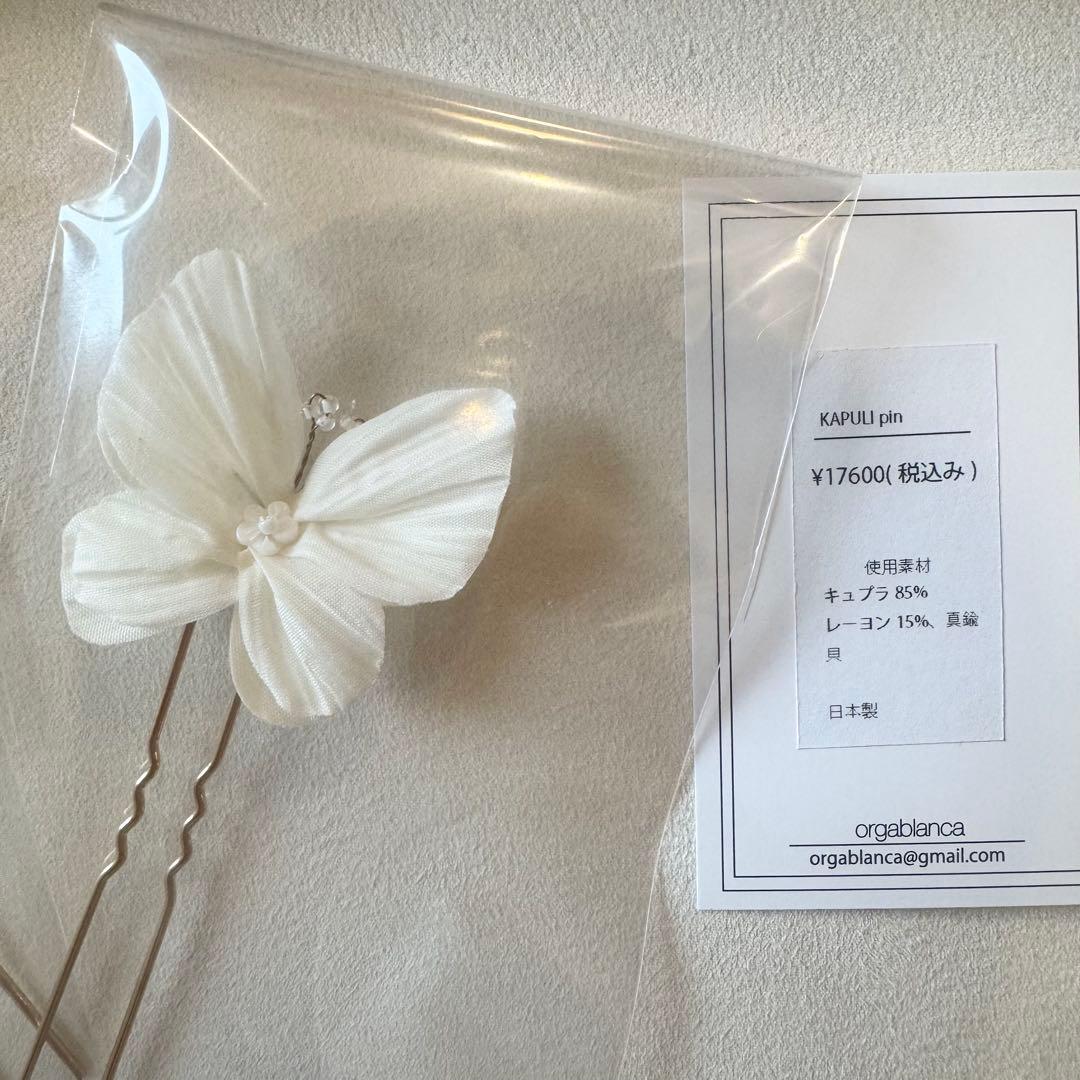 KAPULI pin
¥17600( 税込み )
使用素材
キュプラ 85%
レーヨン 15%、真鍮
貝
日本製
orgablanca
orgablanca@gmail.com